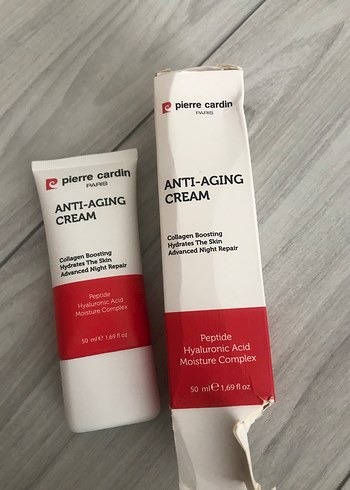 pierre cardin
PARIS
ANTI-AGING
CREAM
Collagen Boosting
Hydrates The Skin
Advanced Night Repair
Peptide
Hyaluronic Acid
Moisture Complex
50 ml ℮ 1,69 fl oz
pierre cardin
PARIS
ANTI-AGING
CREAM
Collagen Boosting
Hydrates The Skin
Advanced Night Repair
Peptide
Hyaluronic Acid
Moisture Complex
50 ml ℮ 1,69 fl oz